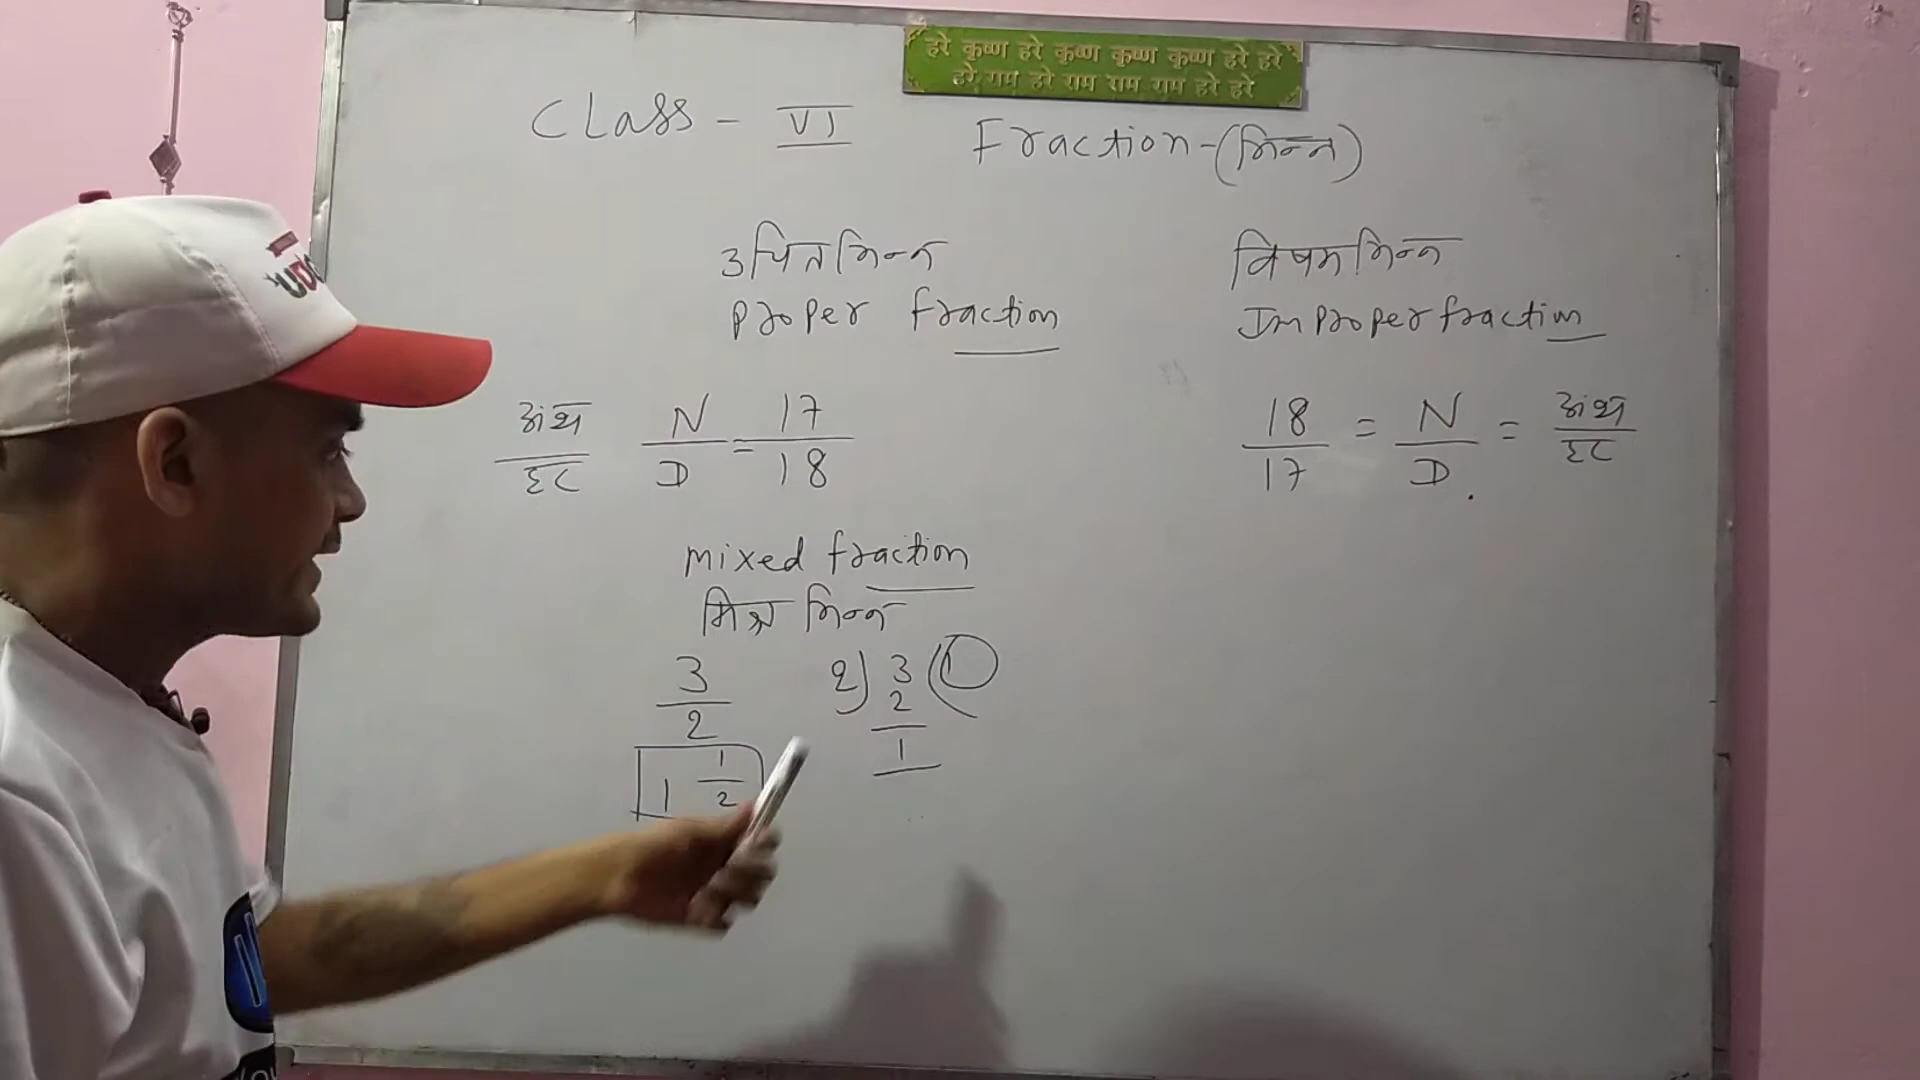 हरे कृष्ण हरे कृष्ण कृष्ण कृष्ण हरे हरे
हरे राम हरे राम राम राम हरे हरे
CLass - VI
Fraction-(भिन्न)
उचित भिन्न
Proper fraction
विषम भिन्न
Improper fraction
अंश/हर N/D = 17/18
18/17 = N/D = अंश/हर
mixed fraction
मिश्र भिन्न
3/2
2) 3 (1
2
1
1 1/2